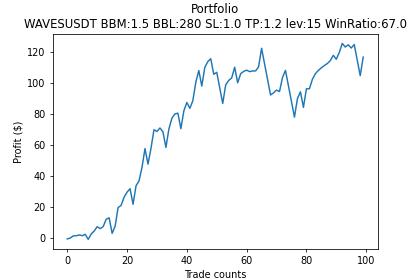 Portfolio
WAVESUSDT BBM:1.5 BBL:280 SL:1.0 TP:1.2 lev:15 WinRatio:67.0
120
100
80
60
40
20
0
Profit ($)
0 20 40 60 80 100
Trade counts